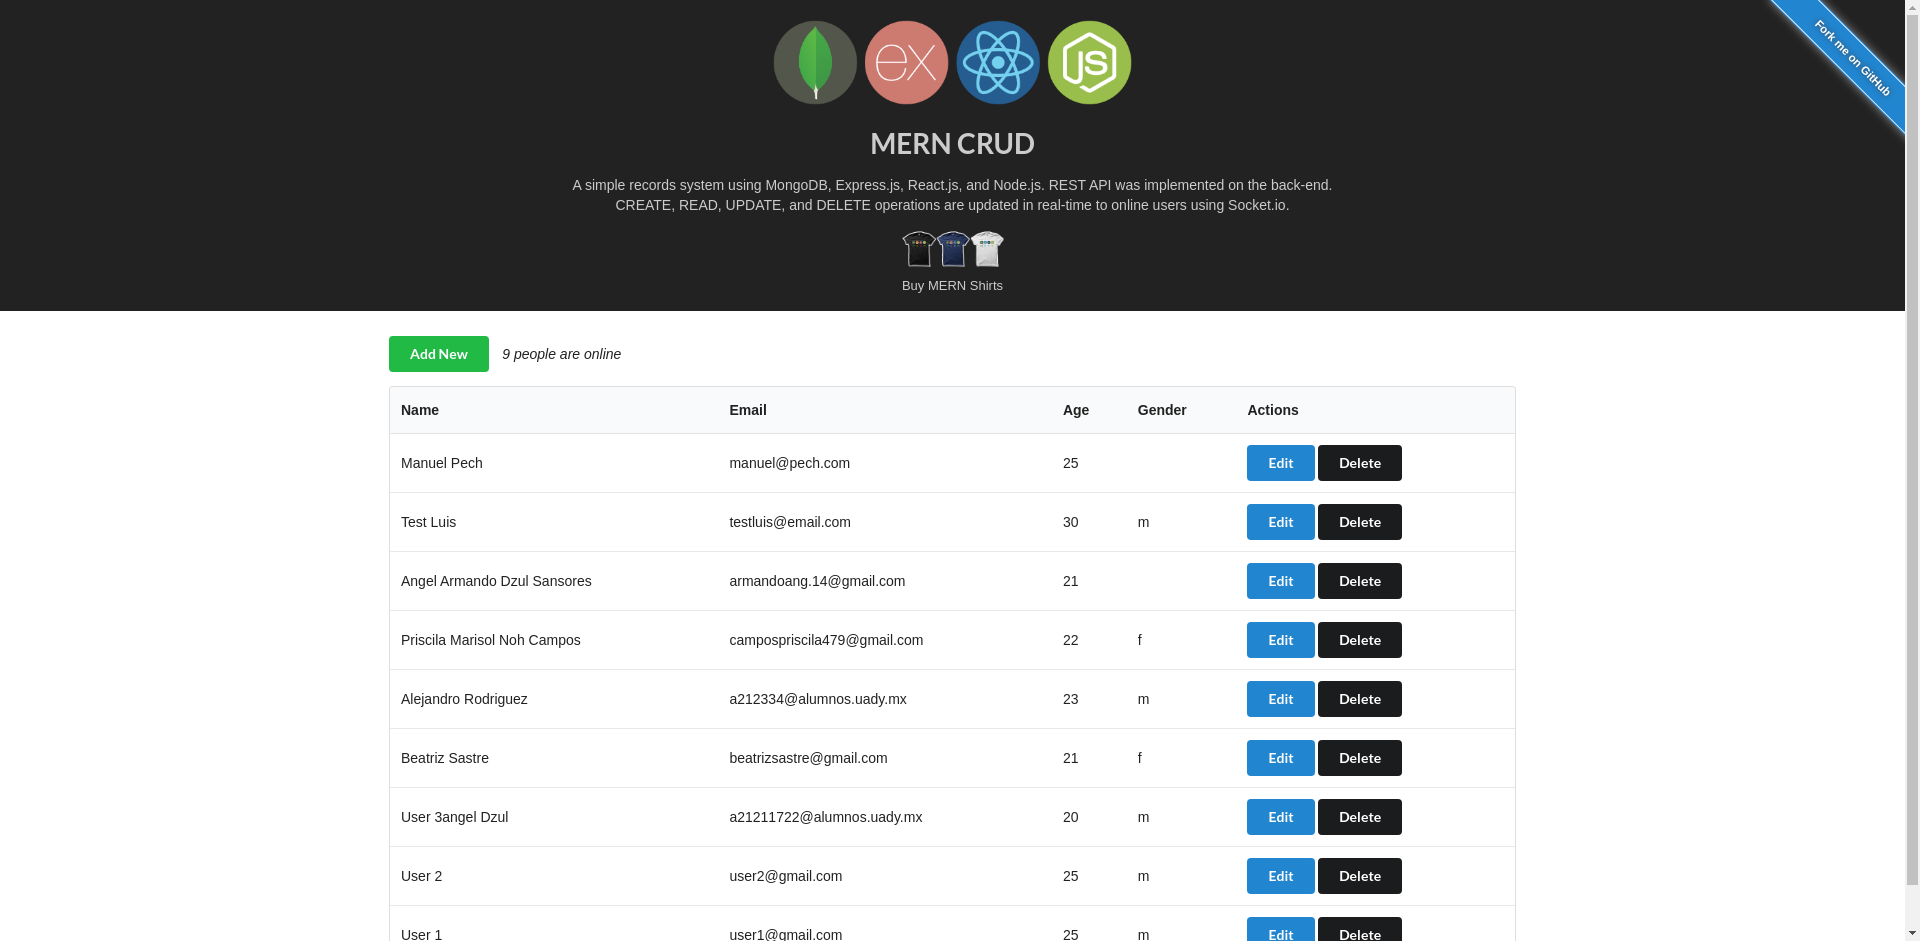 ex
JS
Fork me on GitHub
MERN CRUD
A simple records system using MongoDB, Express.js, React.js, and Node.js. REST API was implemented on the back-end.
CREATE, READ, UPDATE, and DELETE operations are updated in real-time to online users using Socket.io.
Buy MERN Shirts
Add New 9 people are online
Name Email Age Gender Actions
Manuel Pech manuel@pech.com 25 Edit Delete
Test Luis testluis@email.com 30 m Edit Delete
Angel Armando Dzul Sansores armandoang.14@gmail.com 21 Edit Delete
Priscila Marisol Noh Campos campospriscila479@gmail.com 22 f Edit Delete
Alejandro Rodriguez a212334@alumnos.uady.mx 23 m Edit Delete
Beatriz Sastre beatrizsastre@gmail.com 21 f Edit Delete
User 3angel Dzul a21211722@alumnos.uady.mx 20 m Edit Delete
User 2 user2@gmail.com 25 m Edit Delete
User 1 user1@gmail.com 25 m Edit Delete